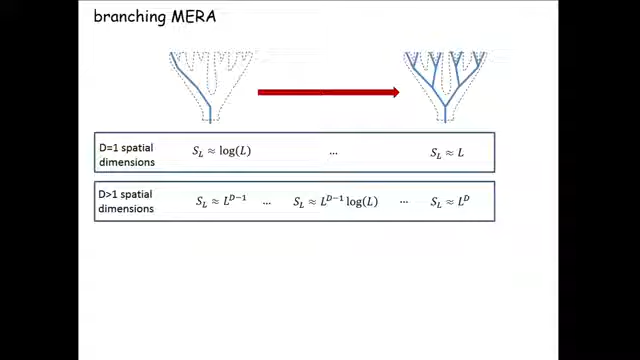 branching MERA
D=1 spatial dimensions S_L ≈ log(L) ... S_L ≈ L
D>1 spatial dimensions S_L ≈ L^{D-1} ... S_L ≈ L^{D-1} log(L) ... S_L ≈ L^D